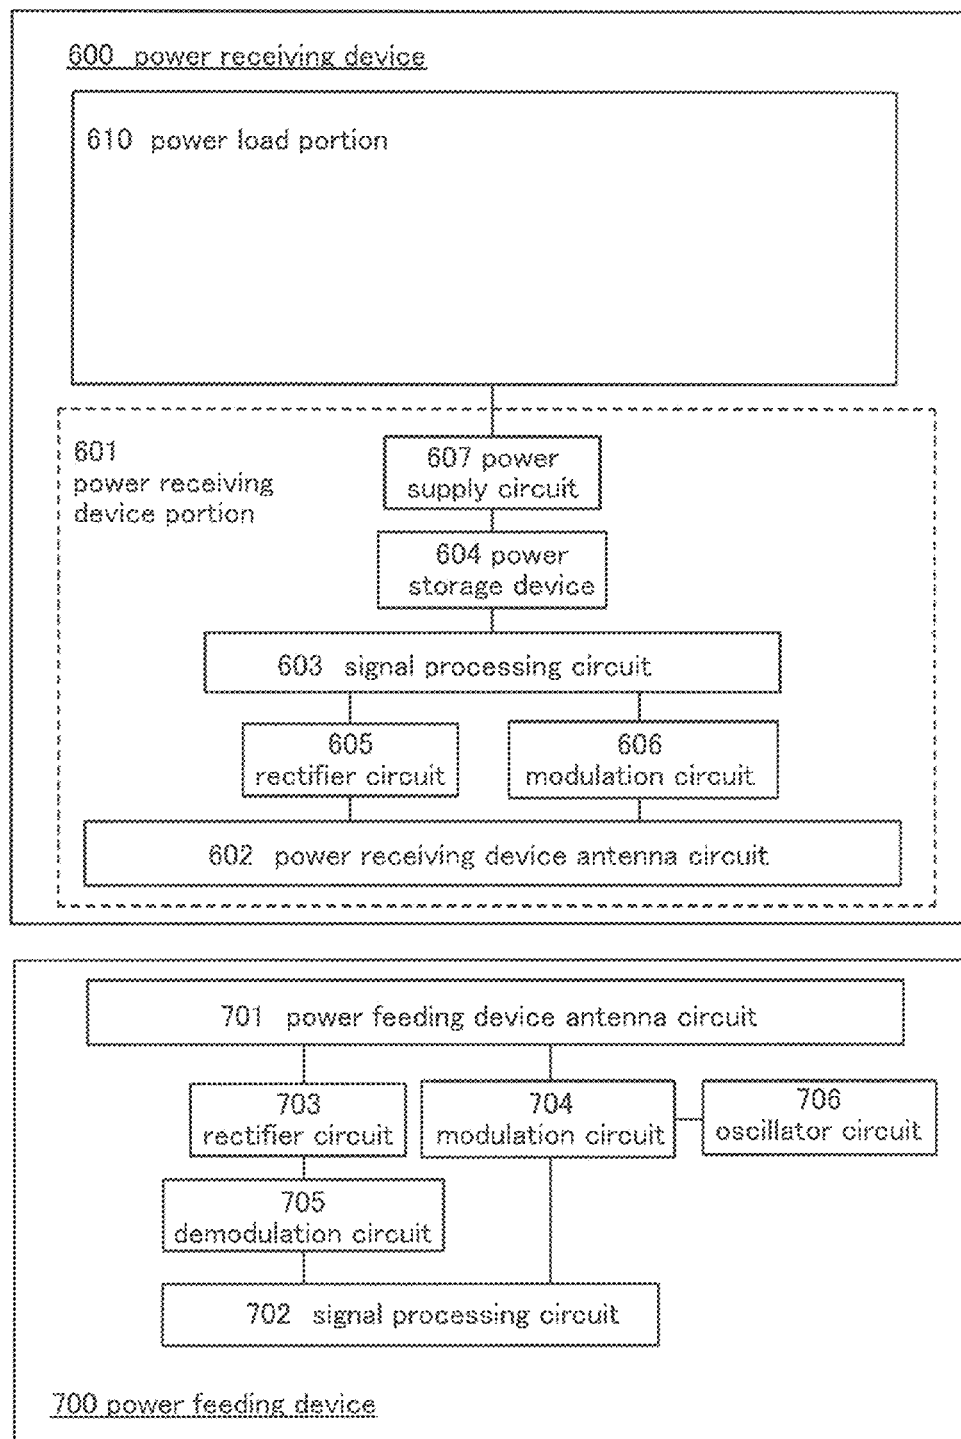 600 power receiving device
610 power load portion
601
power receiving
device portion
607 power
supply circuit
604 power
storage device
603 signal processing circuit
605
rectifier circuit
606
modulation circuit
602 power receiving device antenna circuit
701 power feeding device antenna circuit
703
rectifier circuit
704
modulation circuit
706
oscillator circuit
705
demodulation circuit
702 signal processing circuit
700 power feeding device